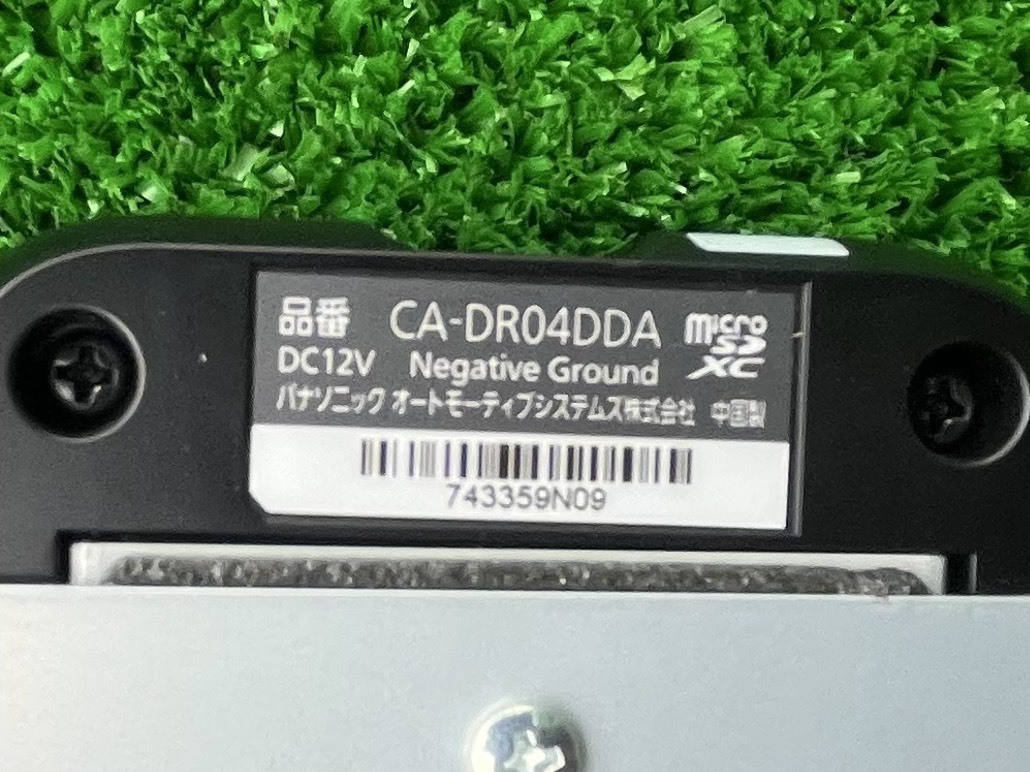 品番 CA-DR04DDA micro SD XC
DC12V Negative Ground
パナソニック オートモーティブシステムズ株式会社 中国製
743359N09